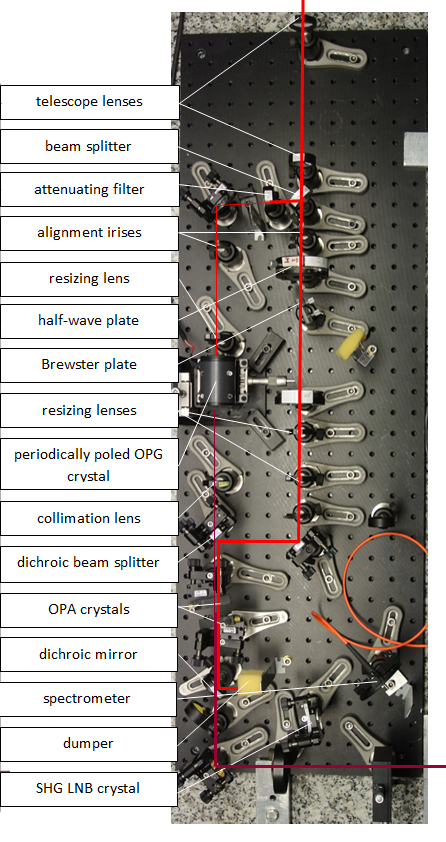 telescope lenses
beam splitter
attenuating filter
alignment irises
resizing lens
half-wave plate
Brewster plate
resizing lenses
periodically poled OPG
crystal
collimation lens
dichroic beam splitter
OPA crystals
dichroic mirror
spectrometer
dumper
SHG LNB crystal